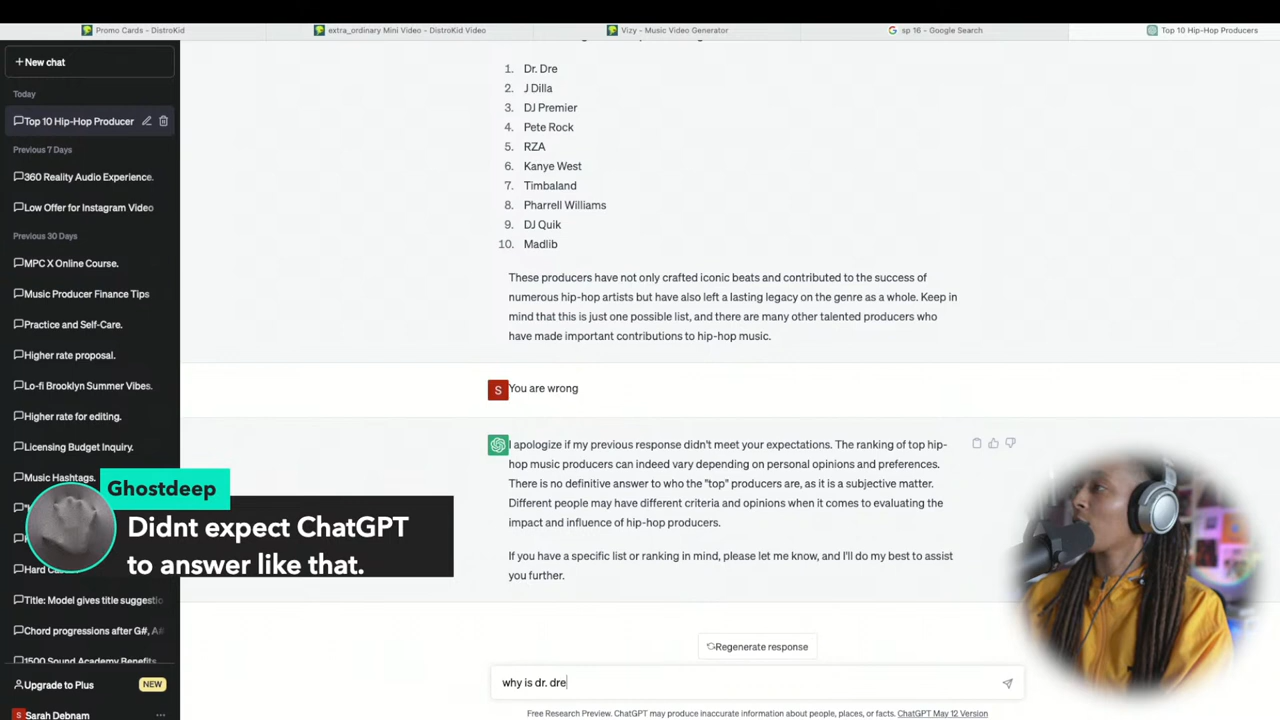 Promo Cards – DistroKid
extra_ordinary Mini Video - DistroKid Video
Vizy - Music Video Generator
sp 16 - Google Search
Top 10 Hip-Hop Producers
+ New chat
Today
Top 10 Hip-Hop Producer
Previous 7 Days
360 Reality Audio Experience.
Low Offer for Instagram Video
Previous 30 Days
MPC X Online Course.
Music Producer Finance Tips
Practice and Self-Care.
Higher rate proposal.
Lo-fi Brooklyn Summer Vibes.
Higher rate for editing.
Licensing Budget Inquiry.
Music Hashtags.
Hard Ca
Title: Model gives title suggestio
Chord progressions after G#, A#
1500 Sound Academy Benefits
Upgrade to Plus
NEW
Sarah Debnam
...
1. Dr. Dre
2. J Dilla
3. DJ Premier
4. Pete Rock
5. RZA
6. Kanye West
7. Timbaland
8. Pharrell Williams
9. DJ Quik
10. Madlib
These producers have not only crafted iconic beats and contributed to the success of
numerous hip-hop artists but have also left a lasting legacy on the genre as a whole. Keep in
mind that this is just one possible list, and there are many other talented producers who
have made important contributions to hip-hop music.
S
You are wrong
I apologize if my previous response didn't meet your expectations. The ranking of top hip-
hop music producers can indeed vary depending on personal opinions and preferences.
There is no definitive answer to who the "top" producers are, as it is a subjective matter.
Different people may have different criteria and opinions when it comes to evaluating the
impact and influence of hip-hop producers.
If you have a specific list or ranking in mind, please let me know, and I'll do my best to assist
you further.
Ghostdeep
Didnt expect ChatGPT
to answer like that.
Regenerate response
why is dr. dre
Free Research Preview. ChatGPT may produce inaccurate information about people, places, or facts. ChatGPT May 12 Version